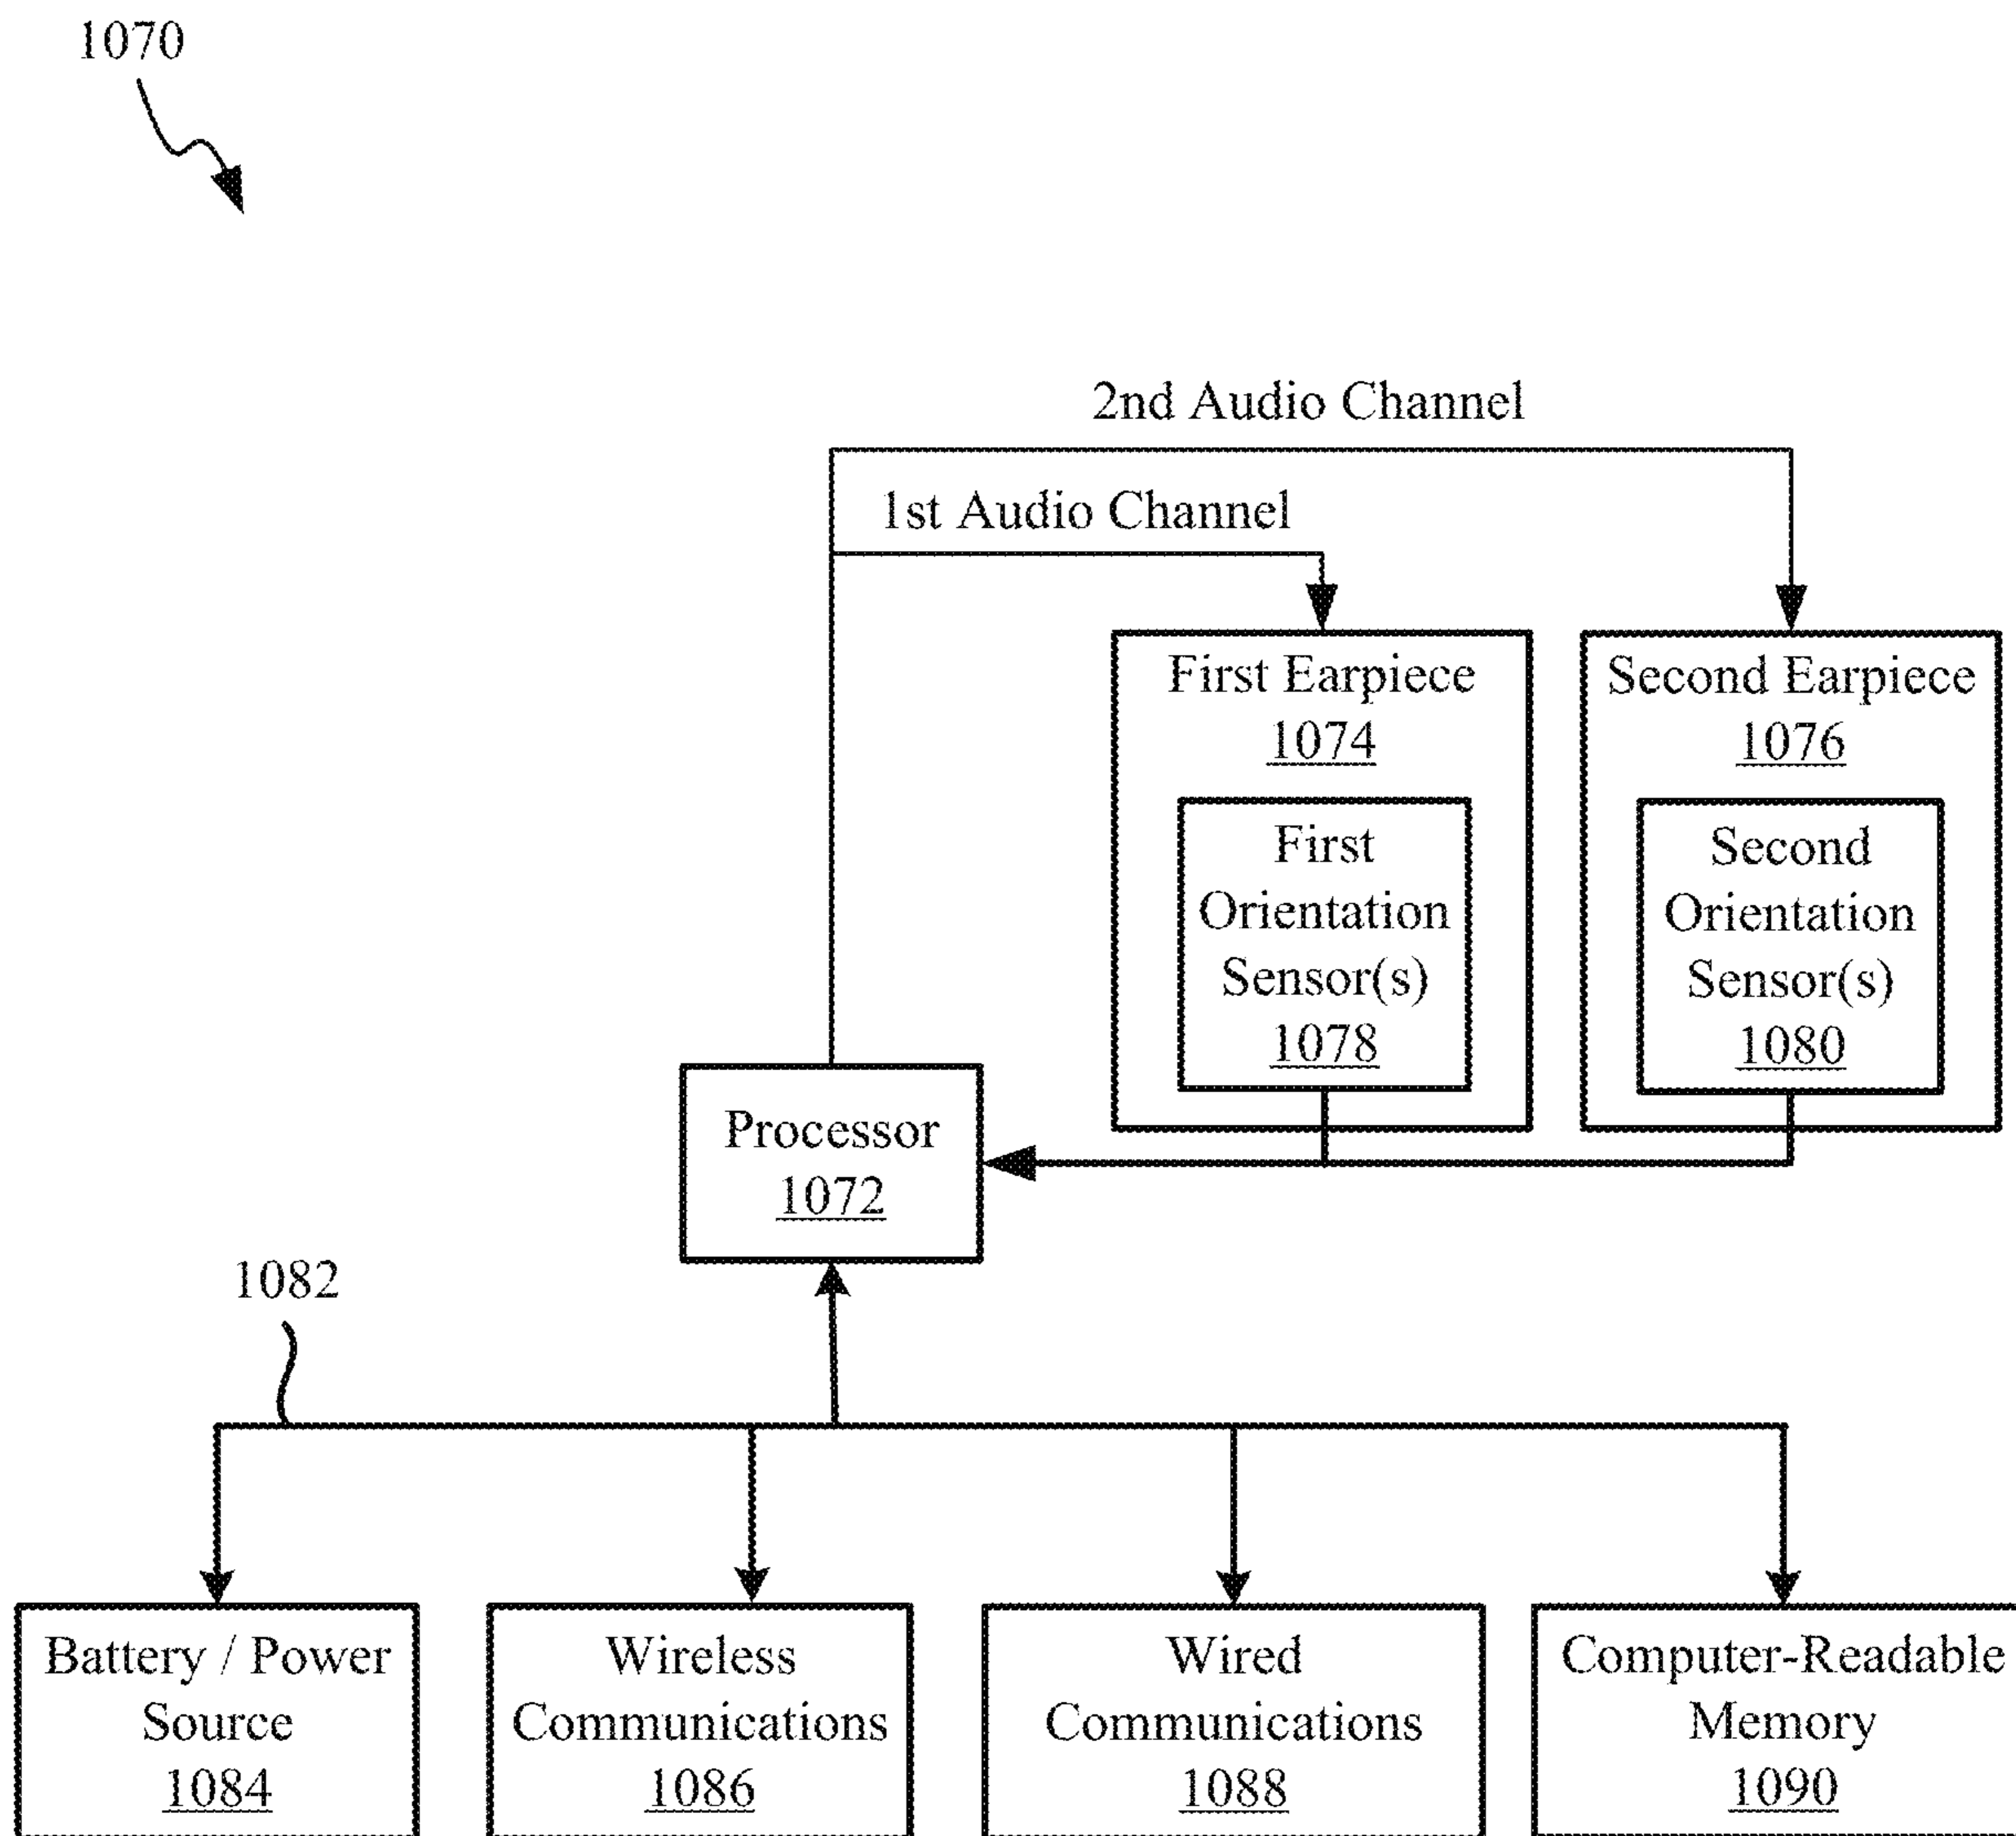 1070
2nd Audio Channel
1st Audio Channel
First Earpiece
1074
First
Orientation
Sensor(s)
1078
Second Earpiece
1076
Second
Orientation
Sensor(s)
1080
Processor
1072
1082
Battery / Power
Source
1084
Wireless
Communications
1086
Wired
Communications
1088
Computer-Readable
Memory
1090